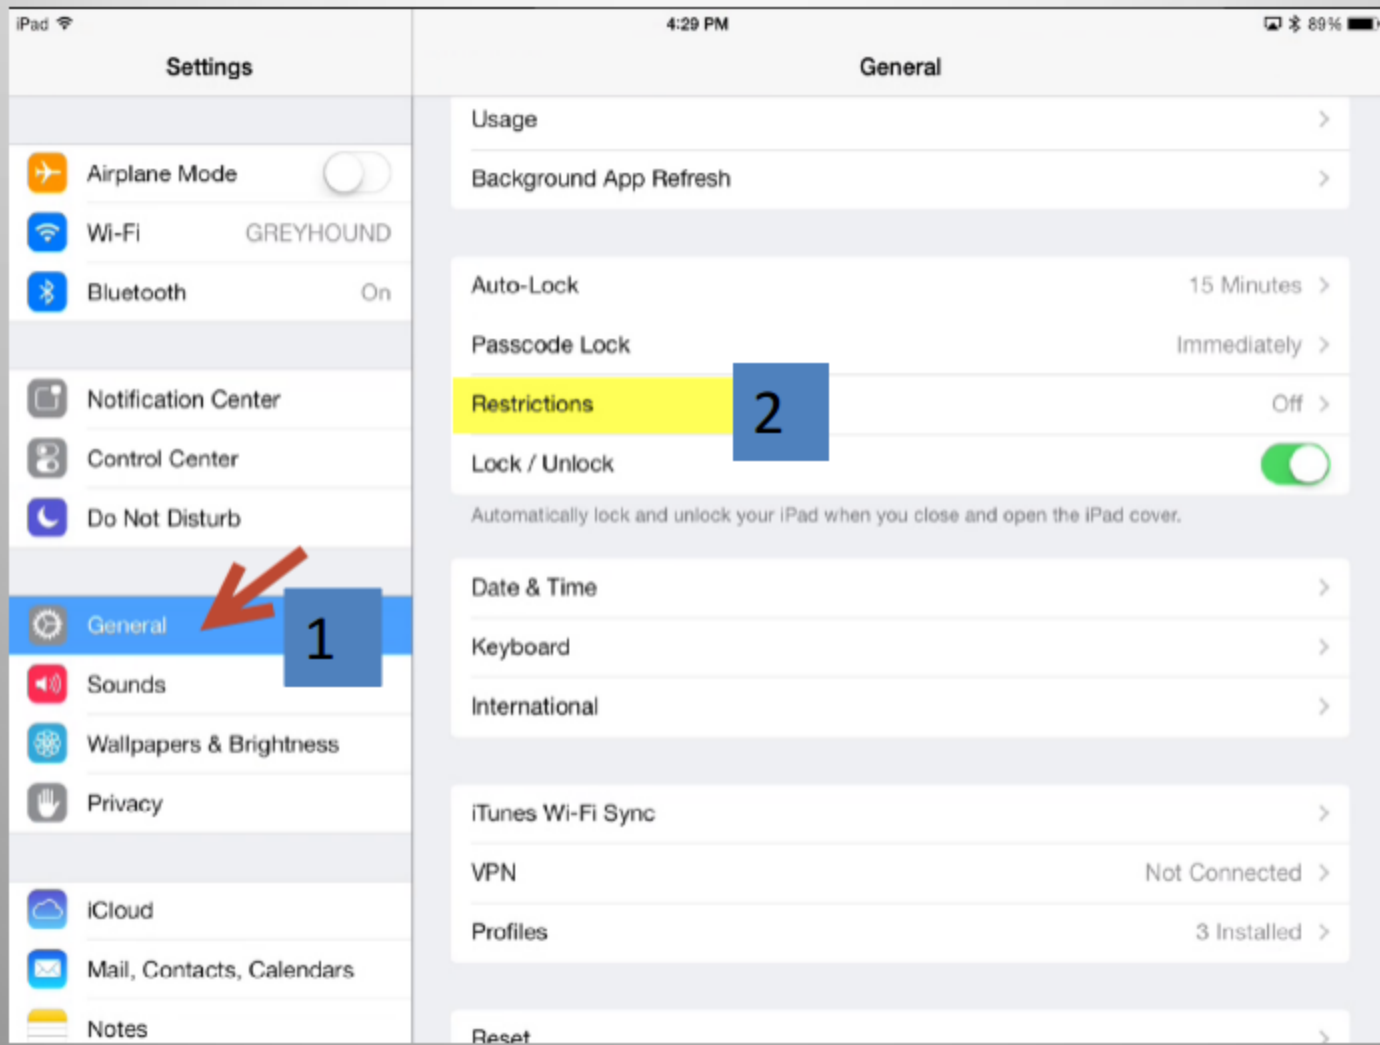 iPad 4:29 PM 89%
Settings
General
Airplane Mode
Wi-Fi GREYHOUND
Bluetooth On
Notification Center
Control Center
Do Not Disturb
General 1
Sounds
Wallpapers & Brightness
Privacy
iCloud
Mail, Contacts, Calendars
Notes
Usage
Background App Refresh
Auto-Lock 15 Minutes
Passcode Lock Immediately
Restrictions 2 Off
Lock / Unlock
Automatically lock and unlock your iPad when you close and open the iPad cover.
Date & Time
Keyboard
International
iTunes Wi-Fi Sync
VPN Not Connected
Profiles 3 Installed
Reset